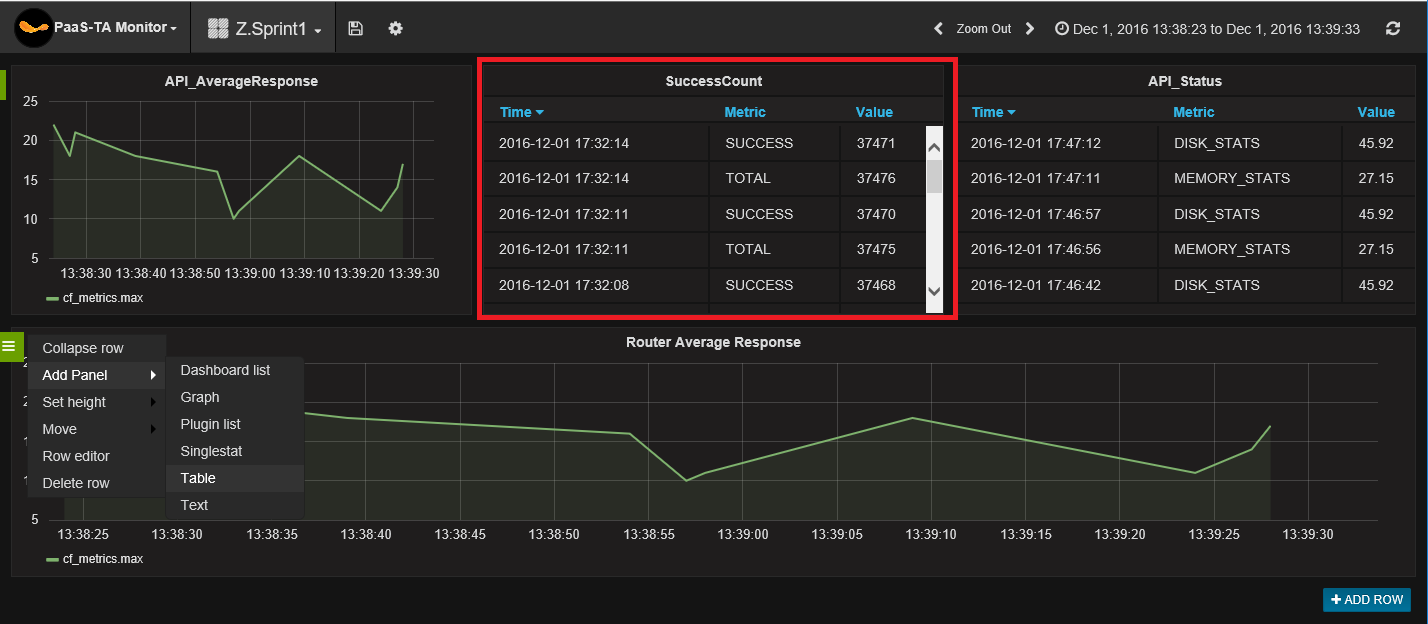 PaaS-TA Monitor
Z.Sprint1
Zoom Out
Dec 1, 2016 13:38:23 to Dec 1, 2016 13:39:33
API_AverageResponse
25
20
15
10
5
13:38:30 13:38:40 13:38:50 13:39:00 13:39:10 13:39:20 13:39:30
cf_metrics.max
SuccessCount
Time Metric Value
2016-12-01 17:32:14 SUCCESS 37471
2016-12-01 17:32:14 TOTAL 37476
2016-12-01 17:32:11 SUCCESS 37470
2016-12-01 17:32:11 TOTAL 37475
2016-12-01 17:32:08 SUCCESS 37468
API_Status
Time Metric Value
2016-12-01 17:47:12 DISK_STATS 45.92
2016-12-01 17:47:11 MEMORY_STATS 27.15
2016-12-01 17:46:57 DISK_STATS 45.92
2016-12-01 17:46:56 MEMORY_STATS 27.15
2016-12-01 17:46:42 DISK_STATS 45.92
Router Average Response
Collapse row
Add Panel
Set height
Move
Row editor
Delete row
Dashboard list
Graph
Plugin list
Singlestat
Table
Text
5
13:38:25 13:38:30 13:38:35 13:38:40 13:38:45 13:38:50 13:38:55 13:39:00 13:39:05 13:39:10 13:39:15 13:39:20 13:39:25 13:39:30
cf_metrics.max
+ ADD ROW